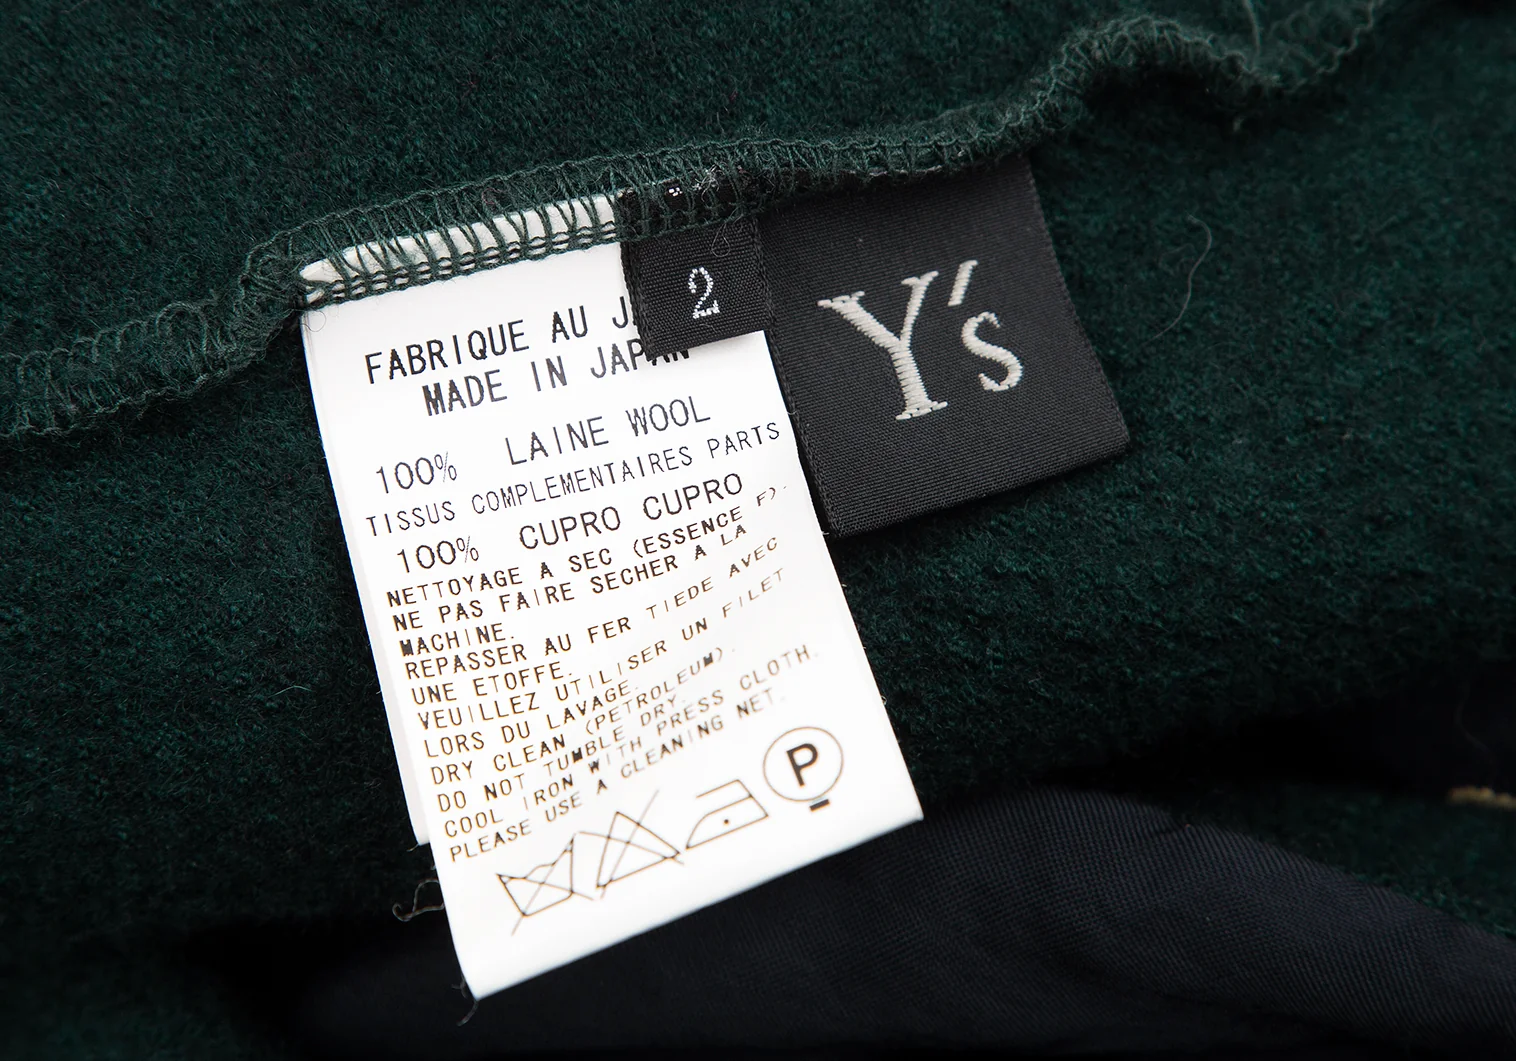 2
Y's
FABRIQUE AU J
MADE IN JAPAN
100% LAINE WOOL
TISSUS COMPLEMENTAIRES PARTS
100% CUPRO CUPRO
NETTOYAGE A SEC (ESSENCE F).
NE PAS FAIRE SECHER A LA
MACHINE.
REPASSER AU FER TIEDE AVEC
UNE ETOFFE.
VEUILLEZ UTILISER UN FILET
LORS DU LAVAGE.
DRY CLEAN (PETROLEUM).
DO NOT TUMBLE DRY.
COOL IRON WITH PRESS CLOTH.
PLEASE USE A CLEANING NET.
P